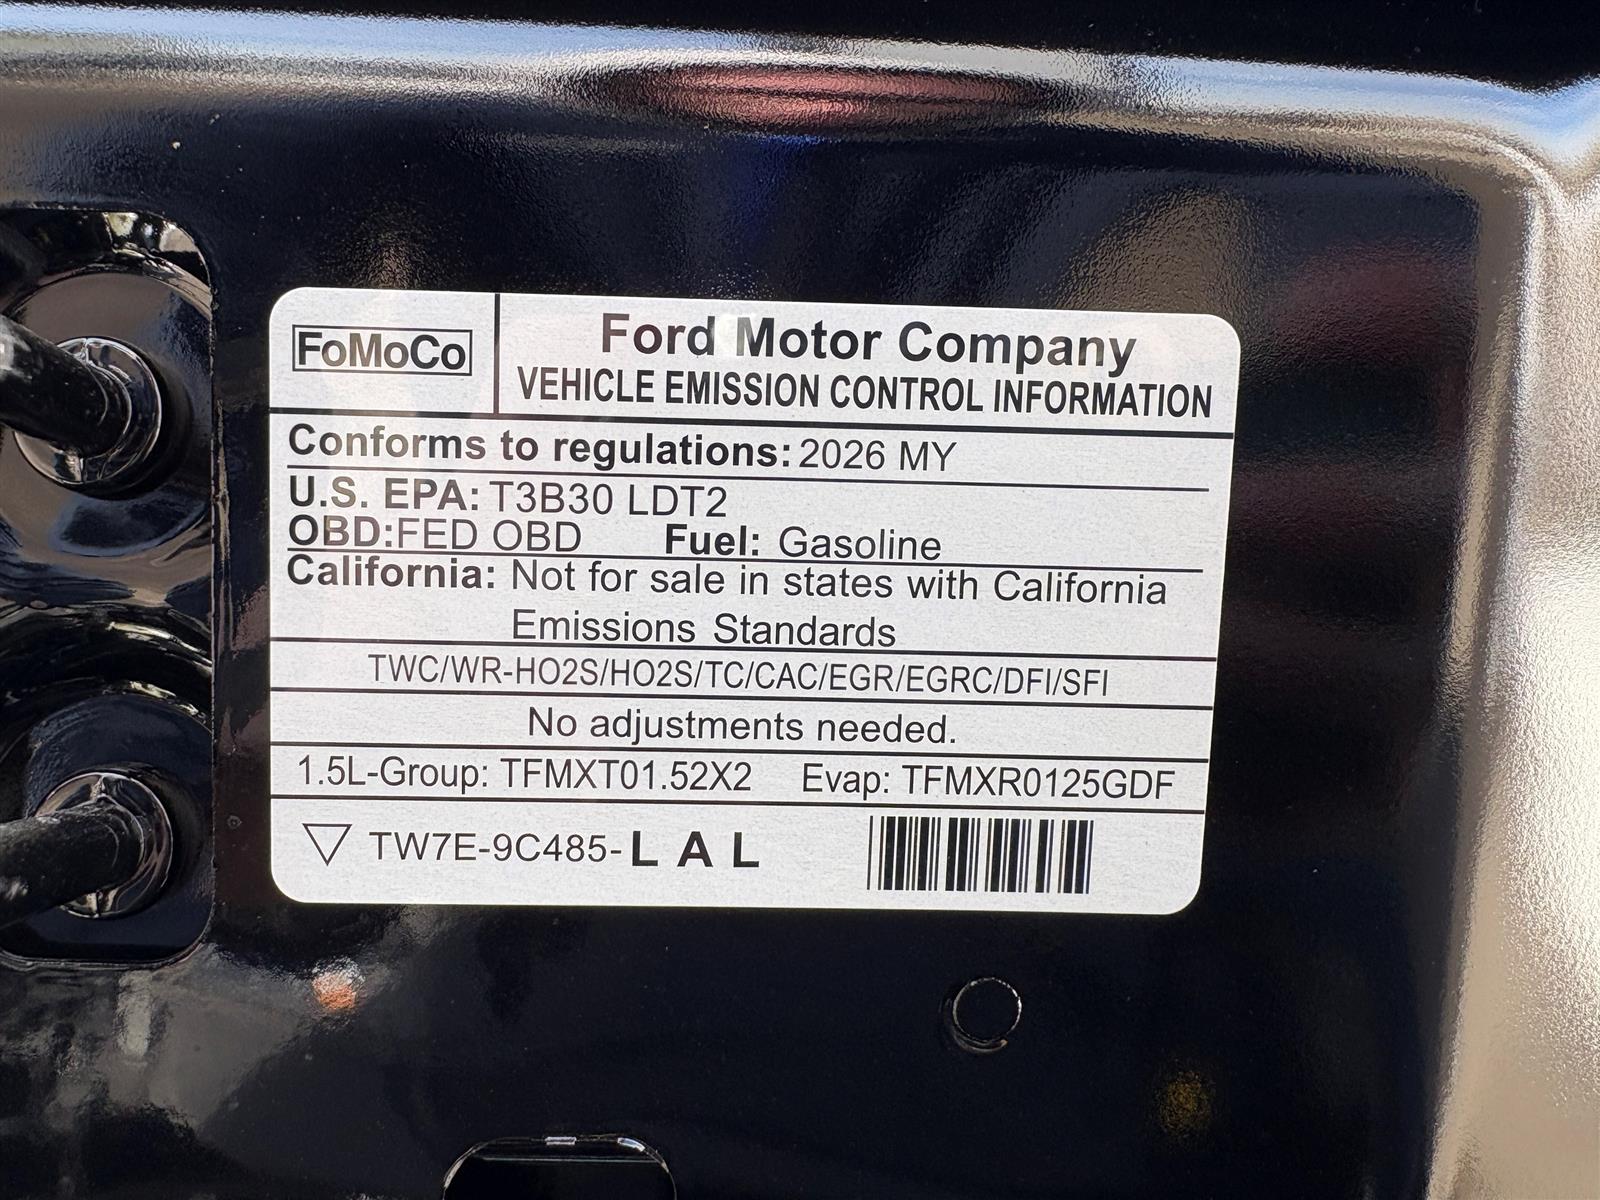 FoMoCo
Ford Motor Company
VEHICLE EMISSION CONTROL INFORMATION
Conforms to regulations: 2026 MY
U.S. EPA: T3B30 LDT2
OBD:FED OBD Fuel: Gasoline
California: Not for sale in states with California
Emissions Standards
TWC/WR-HO2S/HO2S/TC/CAC/EGR/EGRC/DFI/SFI
No adjustments needed.
1.5L-Group: TFMXT01.52X2 Evap: TFMXR0125GDF
TW7E-9C485-L A L